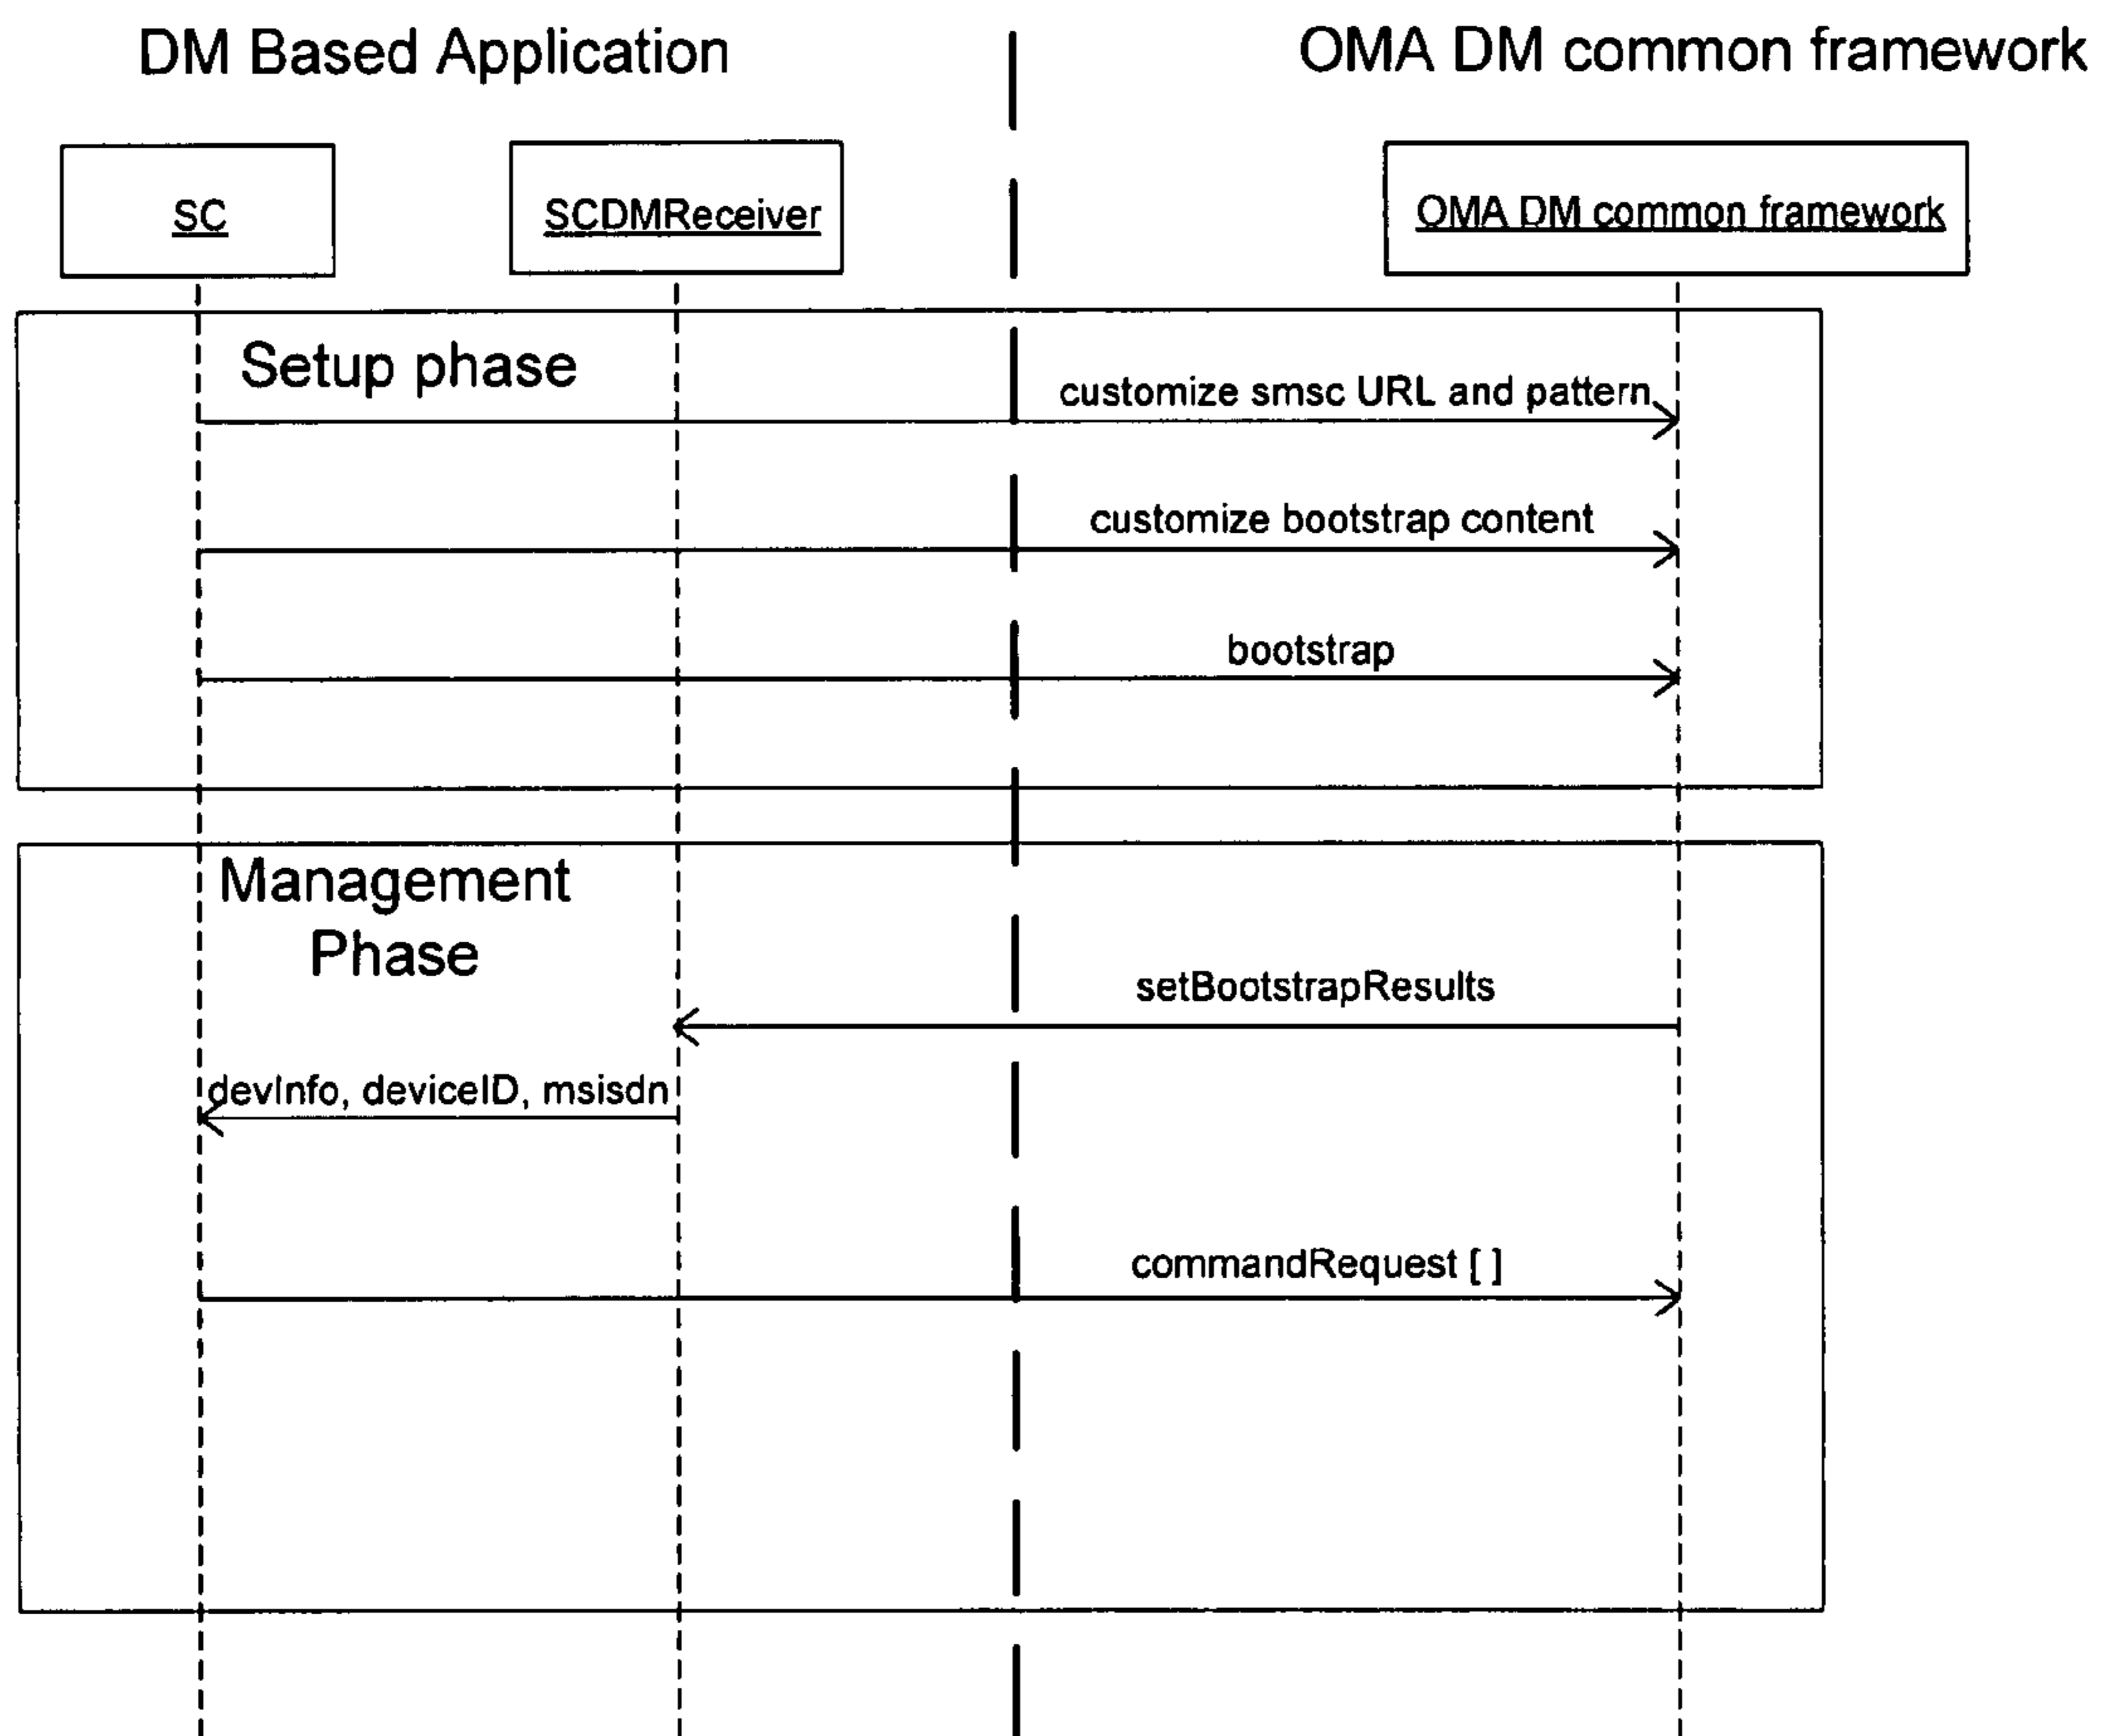 DM Based Application
OMA DM common framework
SC
SCDMReceiver
OMA DM common framework
Setup phase
customize smsc URL and pattern
customize bootstrap content
bootstrap
Management
Phase
setBootstrapResults
devInfo, deviceID, msisdn
commandRequest [ ]